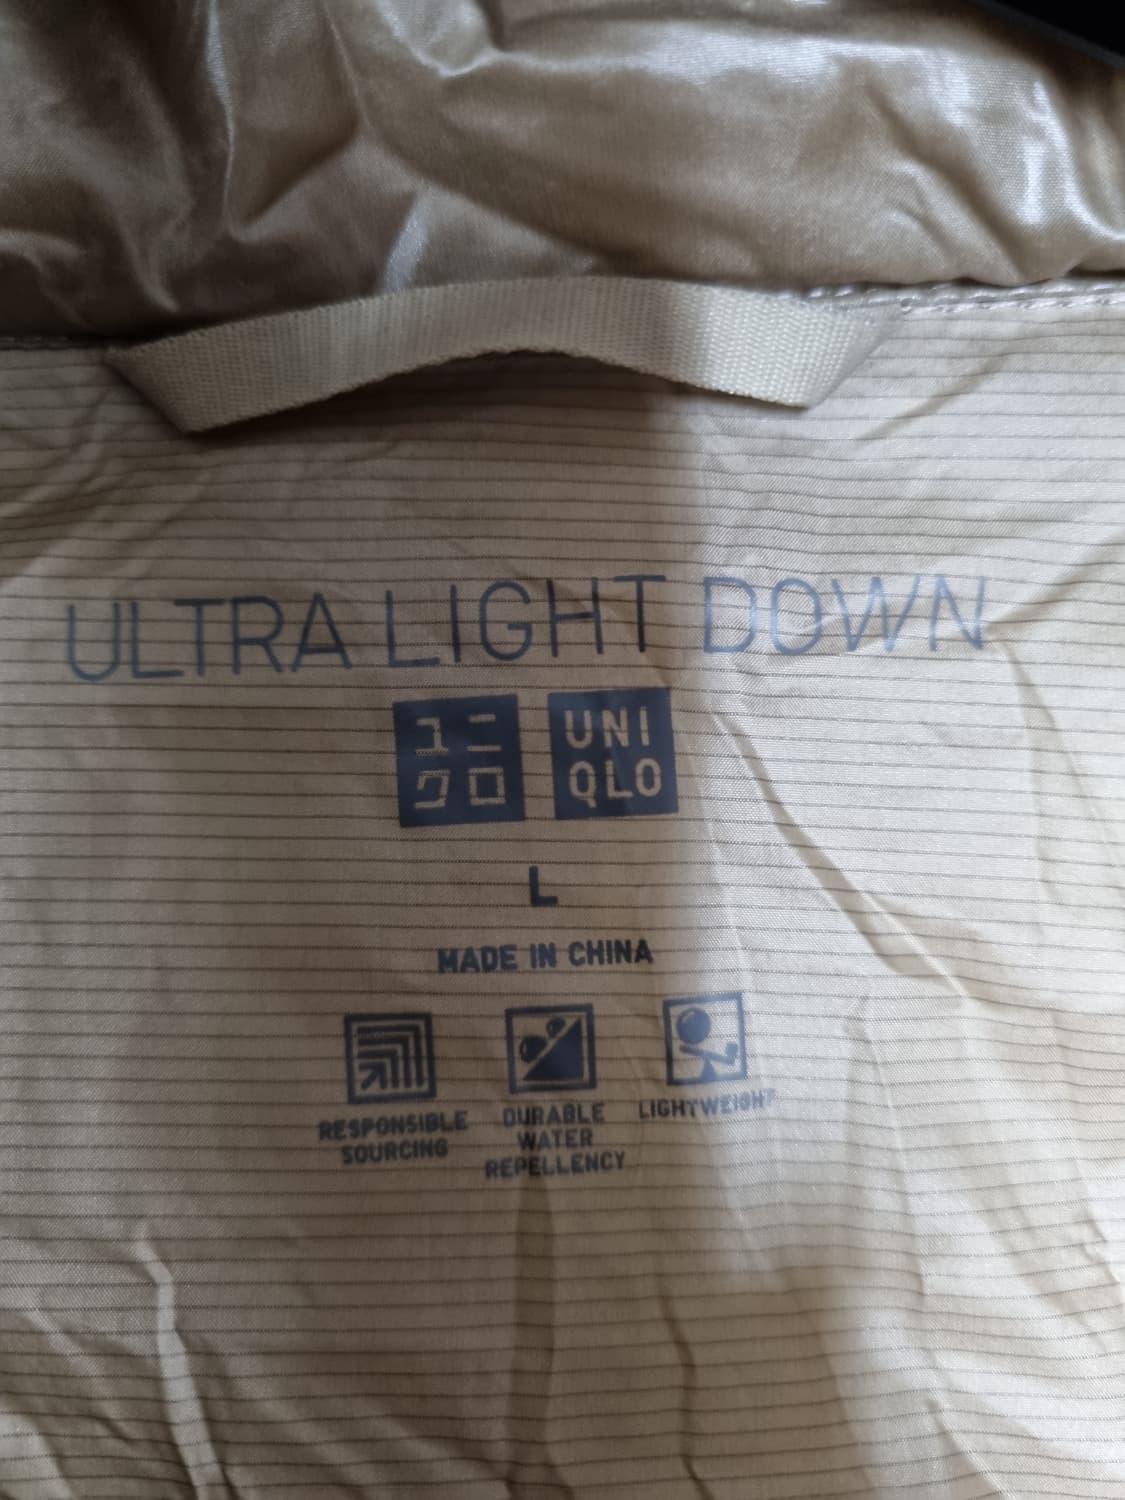 ULTRA LIGHT DOWN
ユニ
クロ
UNI
QLO
L
MADE IN CHINA
RESPONSIBLE
SOURCING
DURABLE
WATER
REPELLENCY
LIGHTWEIGHT